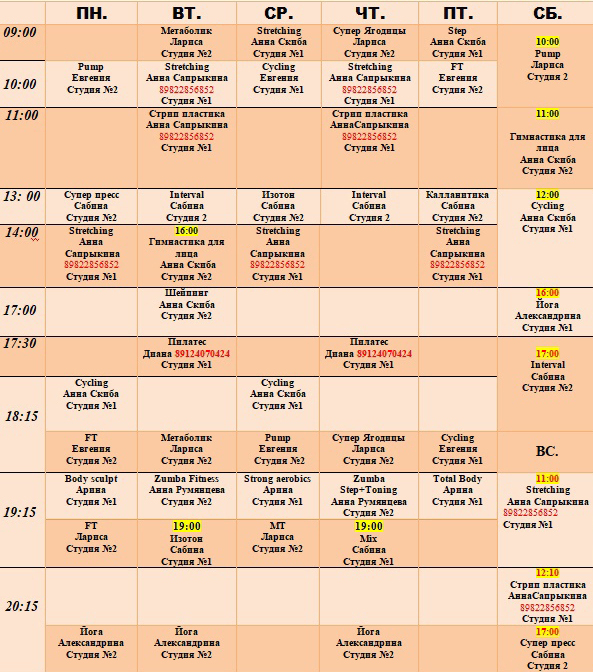 ПН. ВТ. СР. ЧТ. ПТ. СБ.
09:00
Метаболик
Лариса
Студия №2
Stretching
Анна Скиба
Студия №1
Супер Ягодицы
Лариса
Студия №2
Step
Анна Скиба
Студия №1
10:00
Pump
Лариса
Студия 2
10:00
Pump
Евгения
Студия №2
Stretching
Анна Сапрыкина
89822856852
Студия №1
Cycling
Евгения
Студия №1
Stretching
Анна Сапрыкина
89822856852
Студия №1
FT
Евгения
Студия №2
11:00
Стрип пластика
Анна Сапрыкина
89822856852
Студия №1
Стрип пластика
АннаСапрыкина
89822856852
Студия №1
11:00
Гимнастика для
лица
Анна Скиба
Студия №2
13: 00
Супер пресс
Сабина
Студия №2
Interval
Сабина
Студия 2
Изотон
Сабина
Студия №2
Interval
Сабина
Студия 2
Калланитика
Сабина
Студия №2
12:00
Cycling
Анна Скиба
Студия №1
14:00
Stretching
Анна
Сапрыкина
89822856852
Студия №1
16:00
Гимнастика для
лица
Анна Скиба
Студия №2
Stretching
Анна
Сапрыкина
89822856852
Студия №1
Stretching
Анна
Сапрыкина
89822856852
Студия №1
17:00
Шейпинг
Анна Скиба
Студия №2
16:00
Йога
Александрина
Студия №1
17:30
Пилатес
Диана 89124070424
Студия №1
Пилатес
Диана 89124070424
Студия №1
17:00
Interval
Сабина
Студия №2
18:15
Cycling
Анна Скиба
Студия №1
Cycling
Анна Скиба
Студия №1
FT
Евгения
Студия №2
Метаболик
Лариса
Студия №2
Pump
Евгения
Студия №2
Супер Ягодицы
Лариса
Студия №2
Cycling
Евгения
Студия №1
ВС.
19:15
Body sculpt
Арина
Студия №1
Zumba Fitness
Анна Румянцева
Студия №2
Strong aerobics
Арина
Студия №1
Zumba
Step+Toning
Анна Румянцева
Студия №2
Total Body
Арина
Студия №1
11:00
Stretching
Анна Сапрыкина
89822856852
Студия №1
FT
Лариса
Студия №2
19:00
Изотон
Сабина
Студия №1
МТ
Лариса
Студия №2
19:00
Mix
Сабина
Студия №1
20:15
12:10
Стрип пластика
АннаСапрыкина
89822856852
Студия №1
Йога
Александрина
Студия №2
Йога
Александрина
Студия №2
Йога
Александрина
Студия №2
17:00
Супер пресс
Сабина
Студия 2